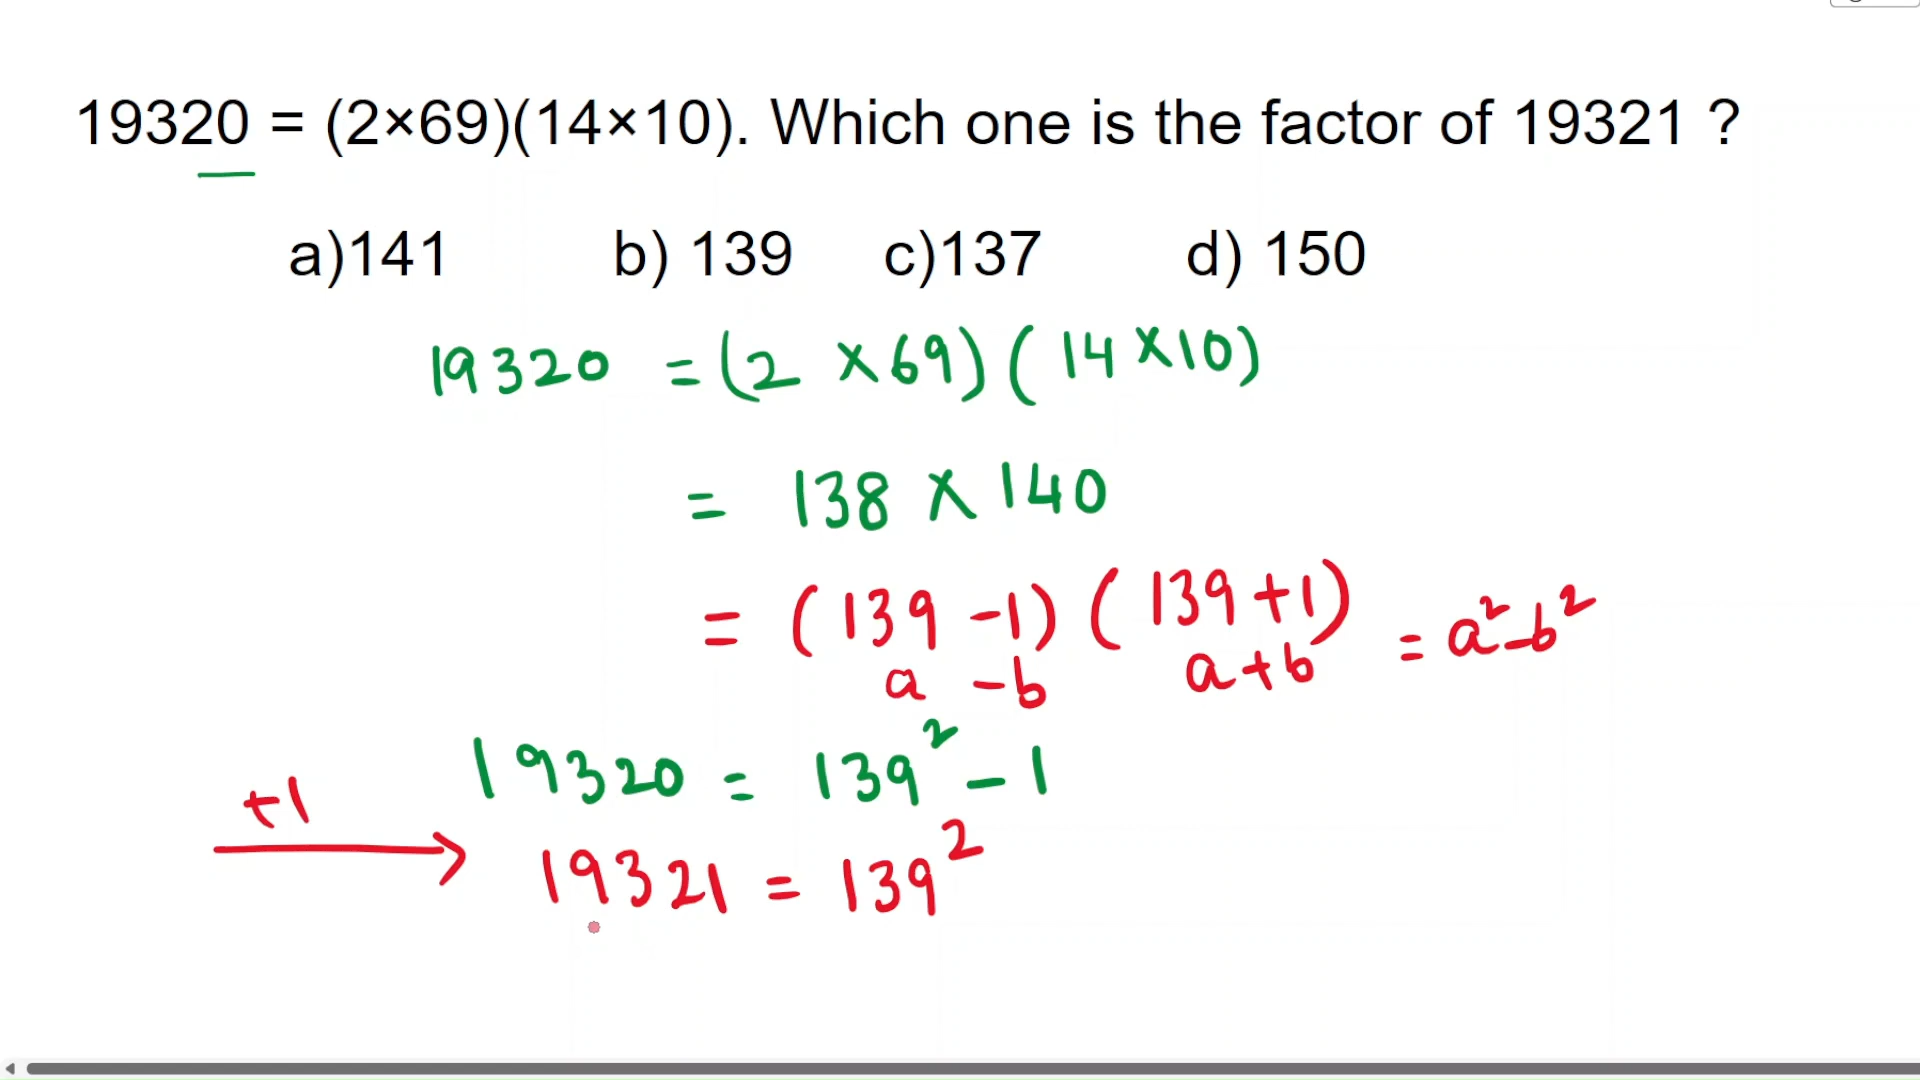 19320 = (2×69)(14×10). Which one is the factor of 19321 ?
a)141 b) 139 c)137 d) 150
19320 = (2 × 69) ( 14 × 10)
= 138 × 140
= (139 - 1) ( 139 + 1) = a² - b²
a - b a + b
19320 = 139² - 1
+1
19321 = 139²